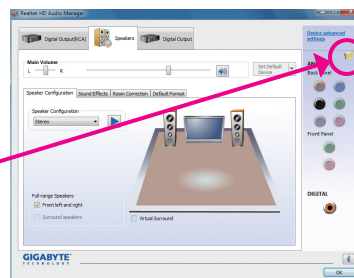 Realtek HD Audio Manager
Digital Output(RCA)
Speakers
Digital Output
Device advanced
settings
Main Volume
L
R
Set Default
Device
Back Panel
Speaker Configuration
Sound Effects
Room Correction
Default Format
Speaker Configuration
Stereo
Front Panel
Full-range Speakers
Front left and right
Surround speakers
Virtual Surround
DIGITAL
GIGABYTE
TECHNOLOGY
OK